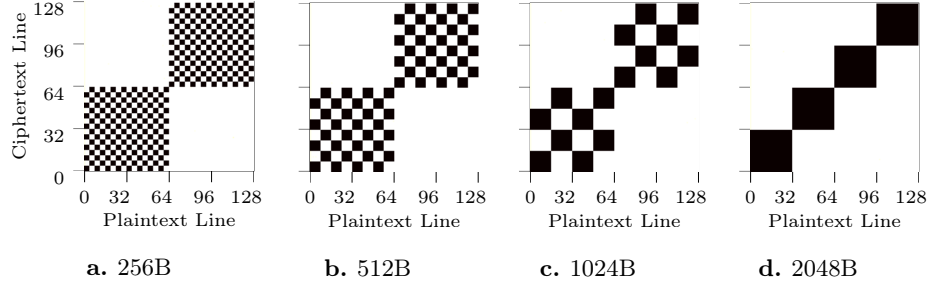 Ciphertext Line
128
96
64
32
0
0 32 64 96 128
Plaintext Line
0 32 64 96 128
Plaintext Line
0 32 64 96 128
Plaintext Line
0 32 64 96 128
Plaintext Line
a. 256B
b. 512B
c. 1024B
d. 2048B